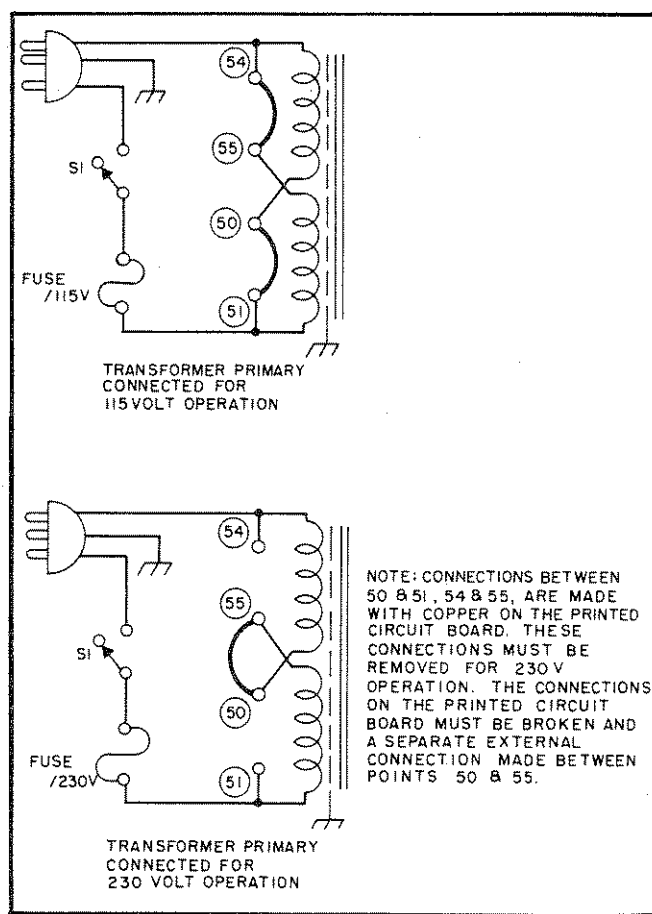 54
55
S1
50
FUSE
/115V
51
TRANSFORMER PRIMARY
CONNECTED FOR
115 VOLT OPERATION
54
NOTE: CONNECTIONS BETWEEN
50 & 51, 54 & 55, ARE MADE
WITH COPPER ON THE PRINTED
CIRCUIT BOARD. THESE
CONNECTIONS MUST BE
REMOVED FOR 230 V
OPERATION. THE CONNECTIONS
ON THE PRINTED CIRCUIT
BOARD MUST BE BROKEN AND
A SEPARATE EXTERNAL
CONNECTION MADE BETWEEN
POINTS 50 & 55.
55
S1
50
FUSE
/230V
51
TRANSFORMER PRIMARY
CONNECTED FOR
230 VOLT OPERATION